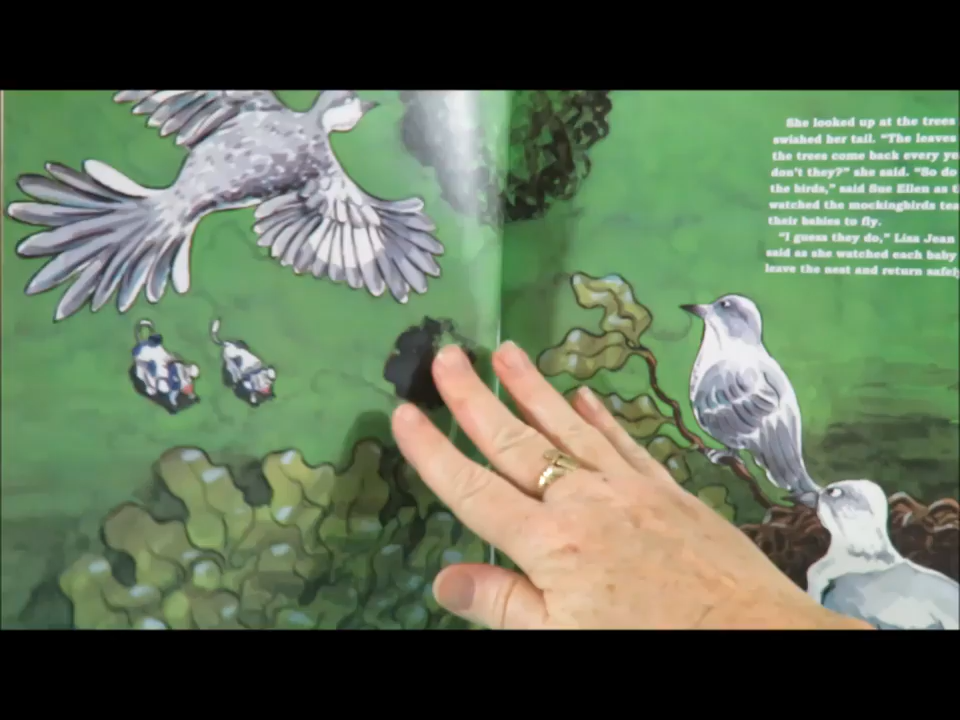 She looked up at the trees
swished her tail. "The leaves
the trees come back every ye
don't they?" she said. "So do
the birds," said Sue Ellen as t
watched the mockingbirds tea
their babies to fly.
"I guess they do," Lisa Jean
said as she watched each baby
leave the nest and return safely